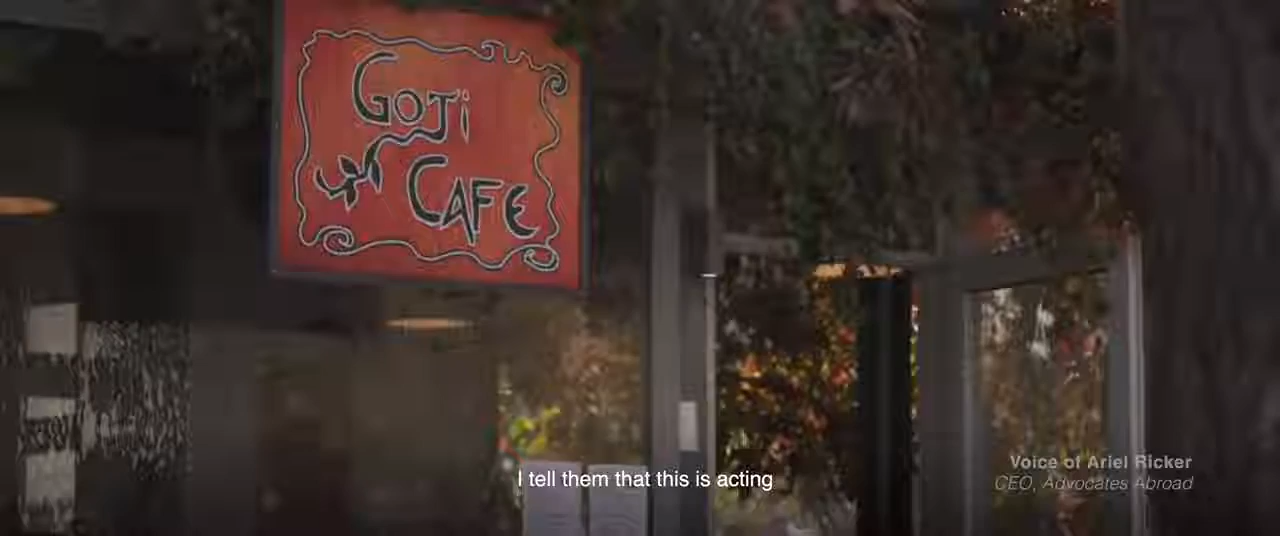 GOJi
CAFE
I tell them that this is acting
Voice of Ariel Ricker
CEO, Advocates Abroad